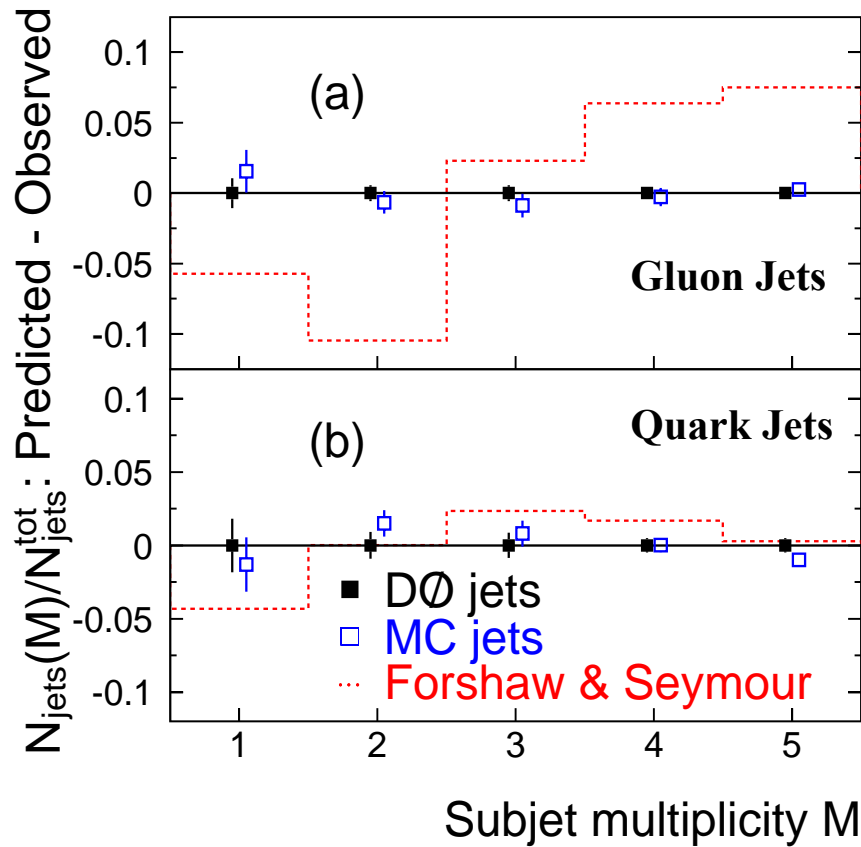 N_jets(M)/N_jets^tot: Predicted - Observed
0.1
0.05
0
-0.05
-0.1
(a)
Gluon Jets
0.1
0.05
0
-0.05
-0.1
(b)
Quark Jets
DØ jets
MC jets
Forshaw & Seymour
1 2 3 4 5
Subjet multiplicity M